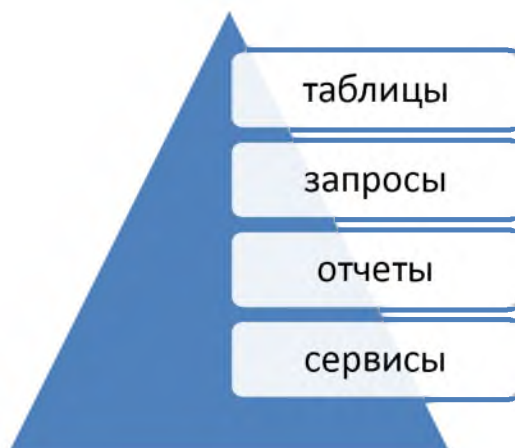 таблицы
запросы
отчеты
сервисы